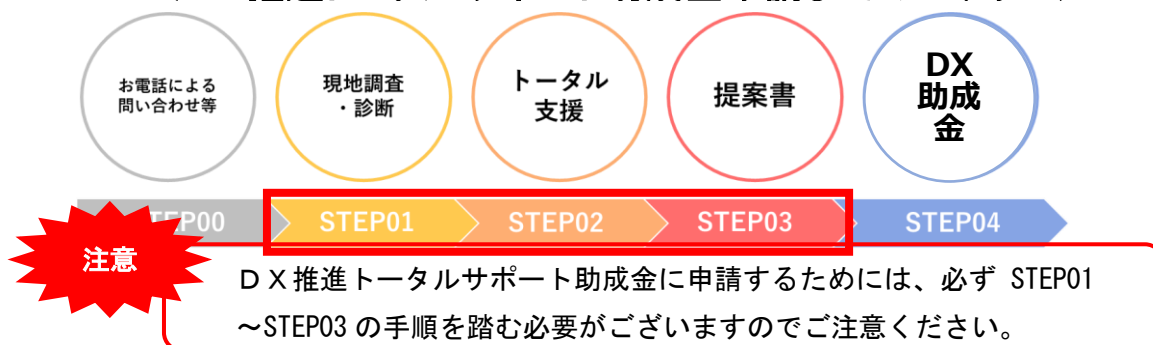 お電話による
問い合わせ等
現地調査
・診断
トータル
支援
提案書
DX
助成
金
STEP01
STEP02
STEP03
STEP04
注意
ＤＸ推進トータルサポート助成金に申請するためには、必ず STEP01
～STEP03 の手順を踏む必要がございますのでご注意ください。